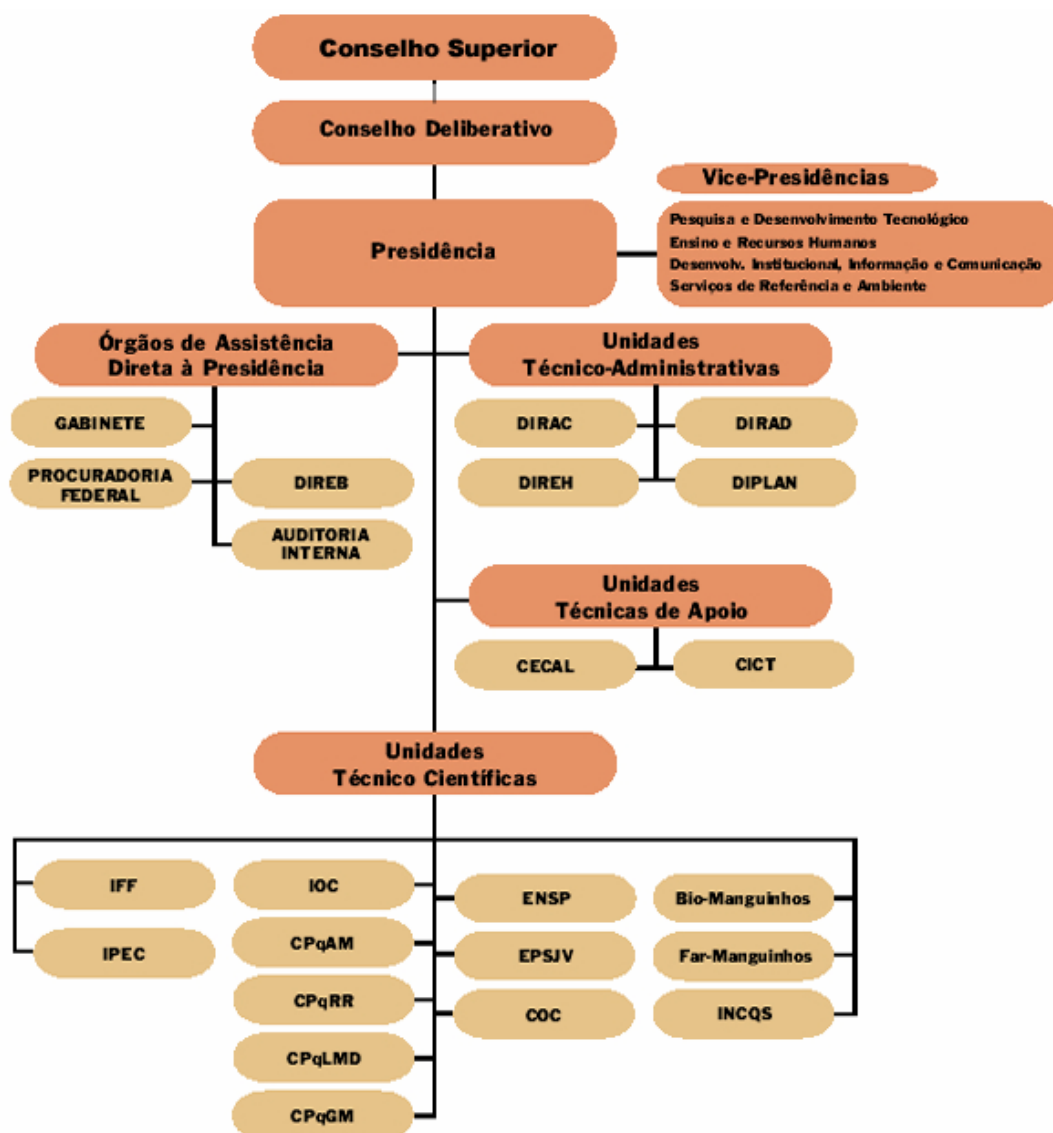 Conselho Superior
Conselho Deliberativo
Presidência
Vice-Presidências
Pesquisa e Desenvolvimento Tecnológico
Ensino e Recursos Humanos
Desenvolv. Institucional, Informação e Comunicação
Serviços de Referência e Ambiente
Órgãos de Assistência
Direta à Presidência
GABINETE
PROCURADORIA
FEDERAL
DIREB
AUDITORIA
INTERNA
Unidades
Técnico-Administrativas
DIRAC
DIRAD
DIREH
DIPLAN
Unidades
Técnicas de Apoio
CECAL
CICT
Unidades
Técnico Científicas
IFF
IPEC
IOC
CPqAM
CPqRR
CPqLMD
CPqGM
ENSP
EPSJV
COC
Bio-Manguinhos
Far-Manguinhos
INCQS